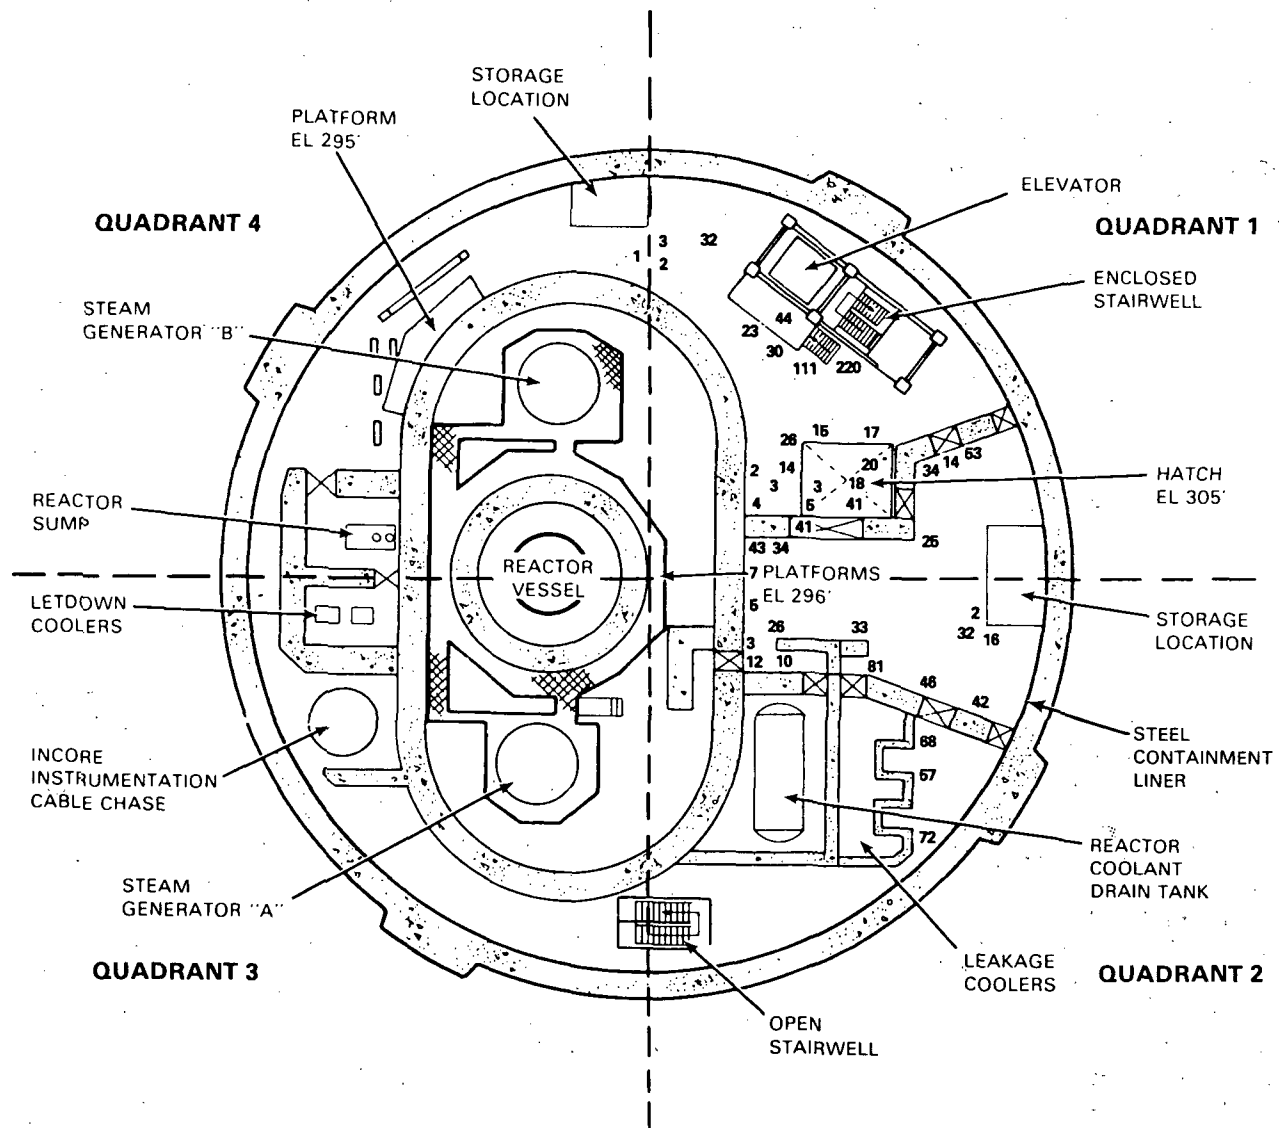 STORAGE
LOCATION
PLATFORM
EL 295'
ELEVATOR
QUADRANT 4
QUADRANT 1
3 32
1 2
ENCLOSED
STAIRWELL
STEAM
GENERATOR "B"
44
23
30
111 220
15 17
26
53
14
20
34
2
14
3 3 18
HATCH
EL 305'
4 5 41
REACTOR
SUMP
41
25
43 34
REACTOR
VESSEL
7 PLATFORMS
EL 296'
LETDOWN
COOLERS
5
2
32 16
STORAGE
LOCATION
26 33
3
12 10 81
46
42
68
STEEL
CONTAINMENT
LINER
INCORE
INSTRUMENTATION
CABLE CHASE
57
72
REACTOR
COOLANT
DRAIN TANK
STEAM
GENERATOR "A"
QUADRANT 3
LEAKAGE
COOLERS
QUADRANT 2
OPEN
STAIRWELL